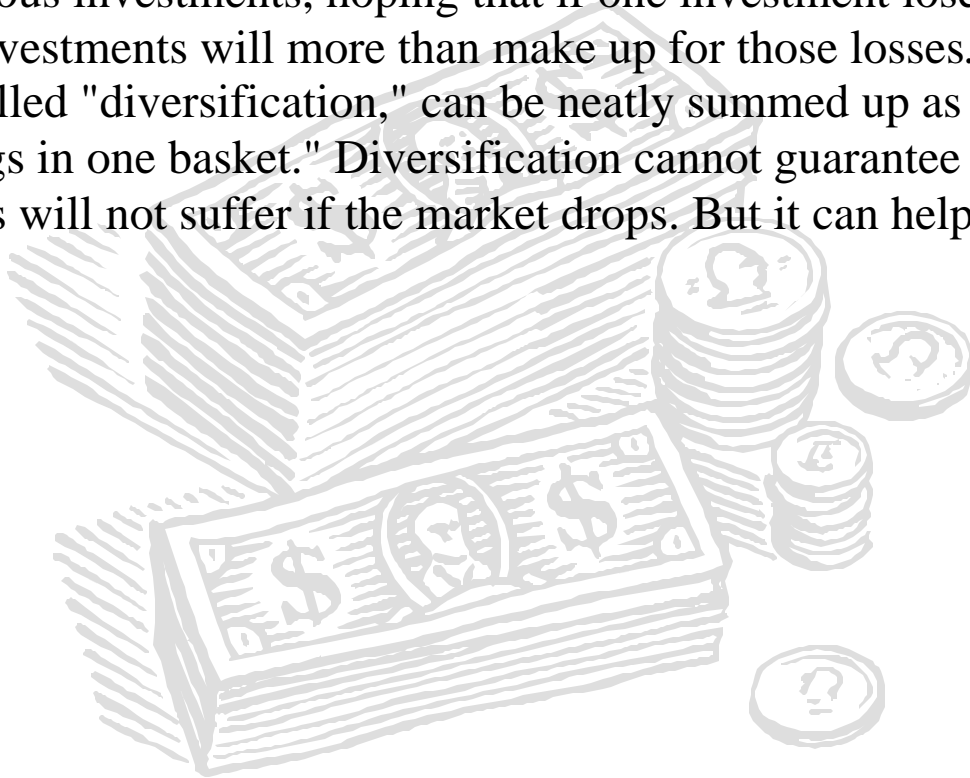 ous investments, hoping that if one investment lose
vestments will more than make up for those losses.
lled "diversification," can be neatly summed up as
gs in one basket." Diversification cannot guarantee
s will not suffer if the market drops. But it can help
$ $